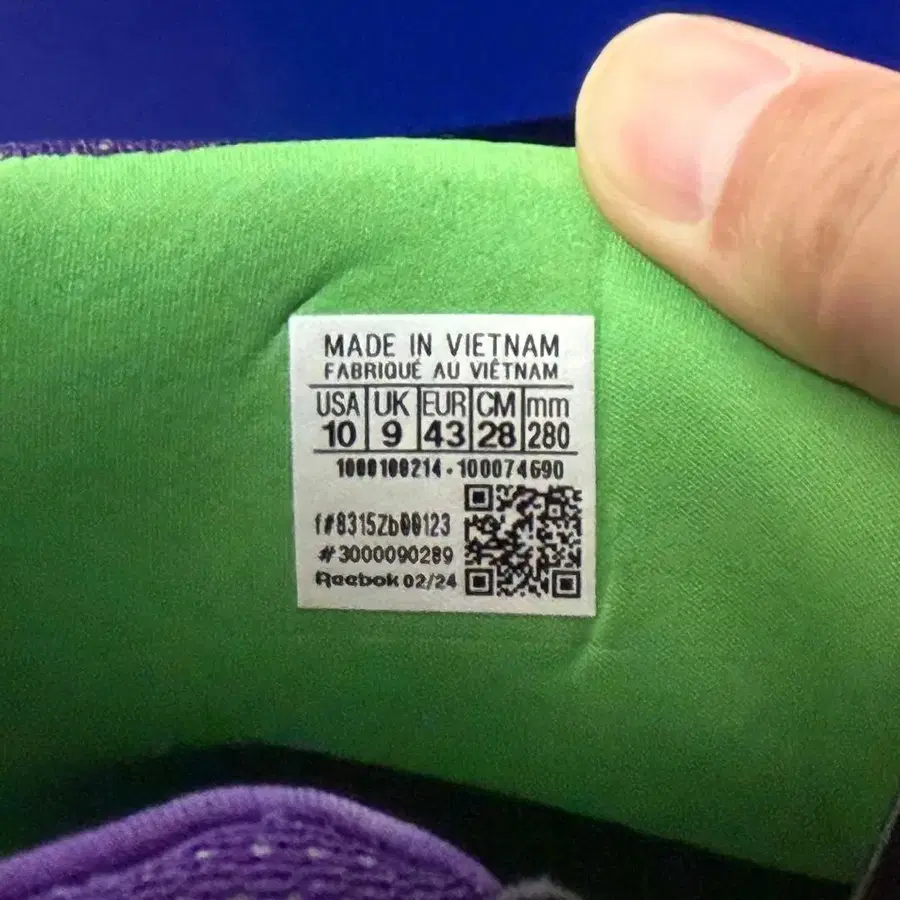 MADE IN VIETNAM
FABRIQUÉ AU VIÊTNAM
USA UK EUR CM mm
10 9 43 28 280
1000100214-100074690
f#8315Zb00123
#3000090289
Reebok 02/24